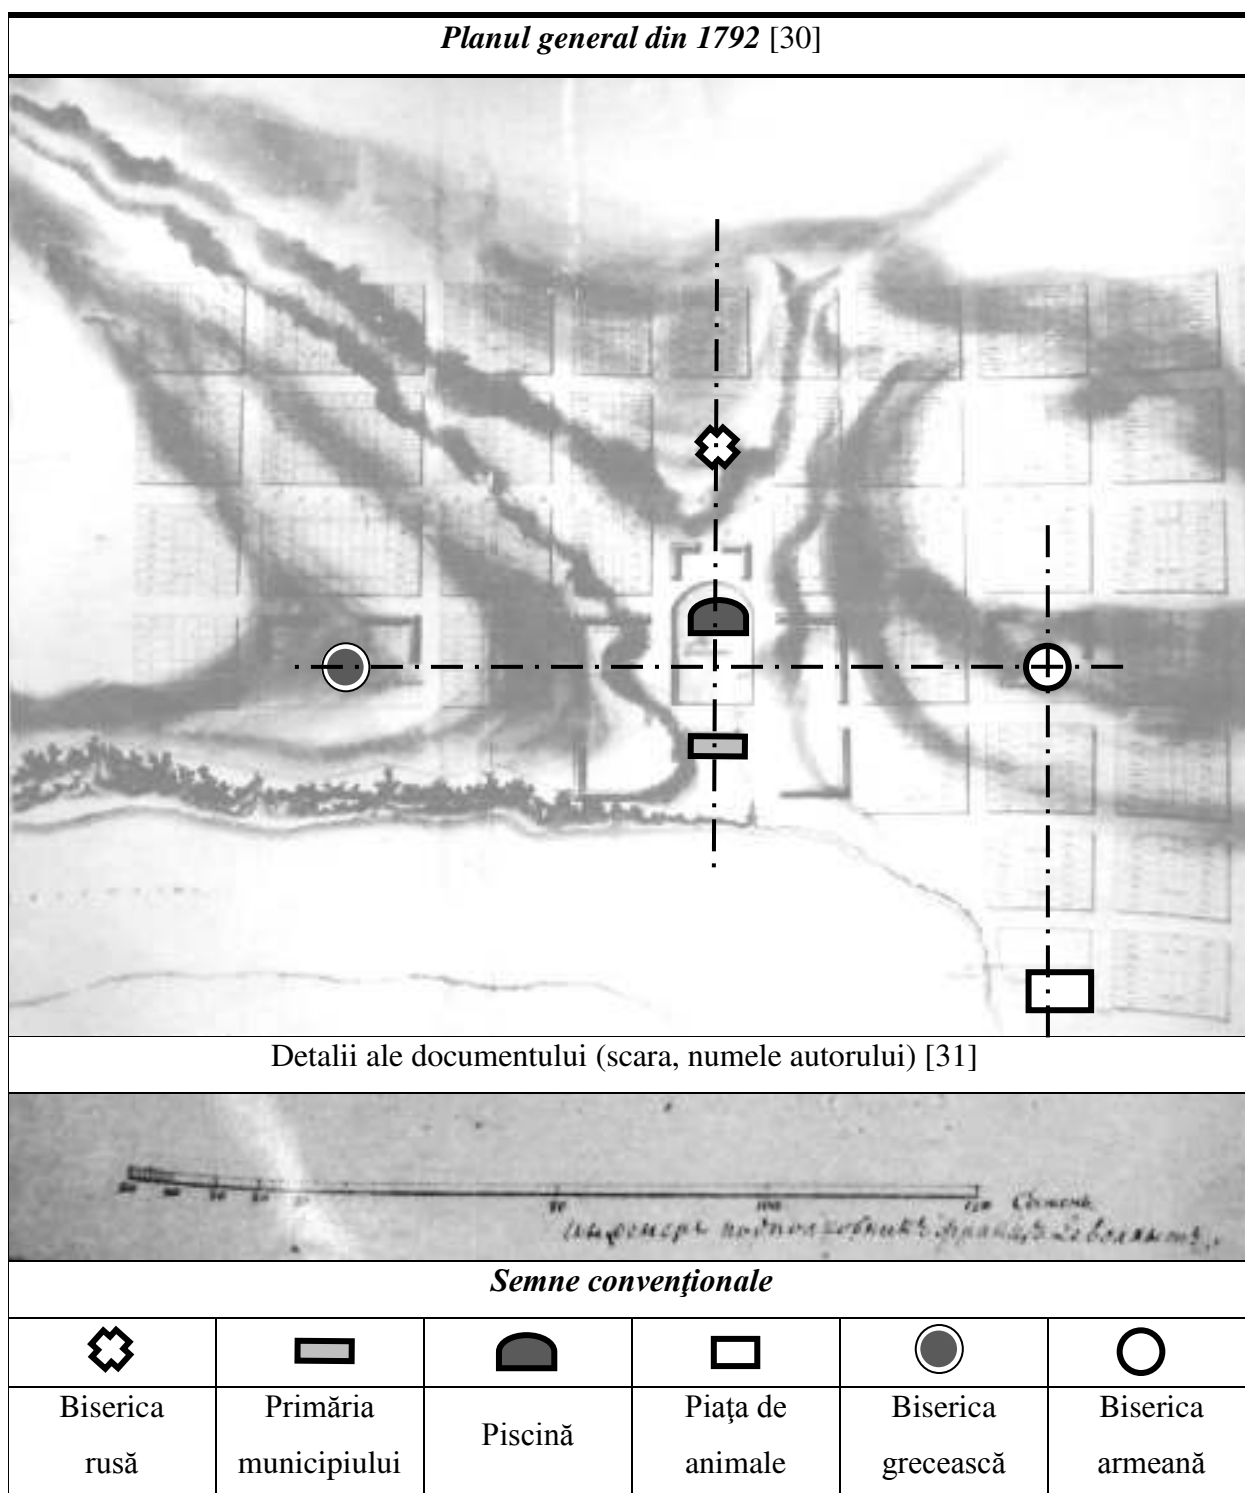 Planul general din 1792 [30]
Detalii ale documentului (scara, numele autorului) [31]
100
Semne convenţionale
Biserica rusă
Primăria municipiului
Piscină
Piaţa de animale
Biserica grecească
Biserica armeană